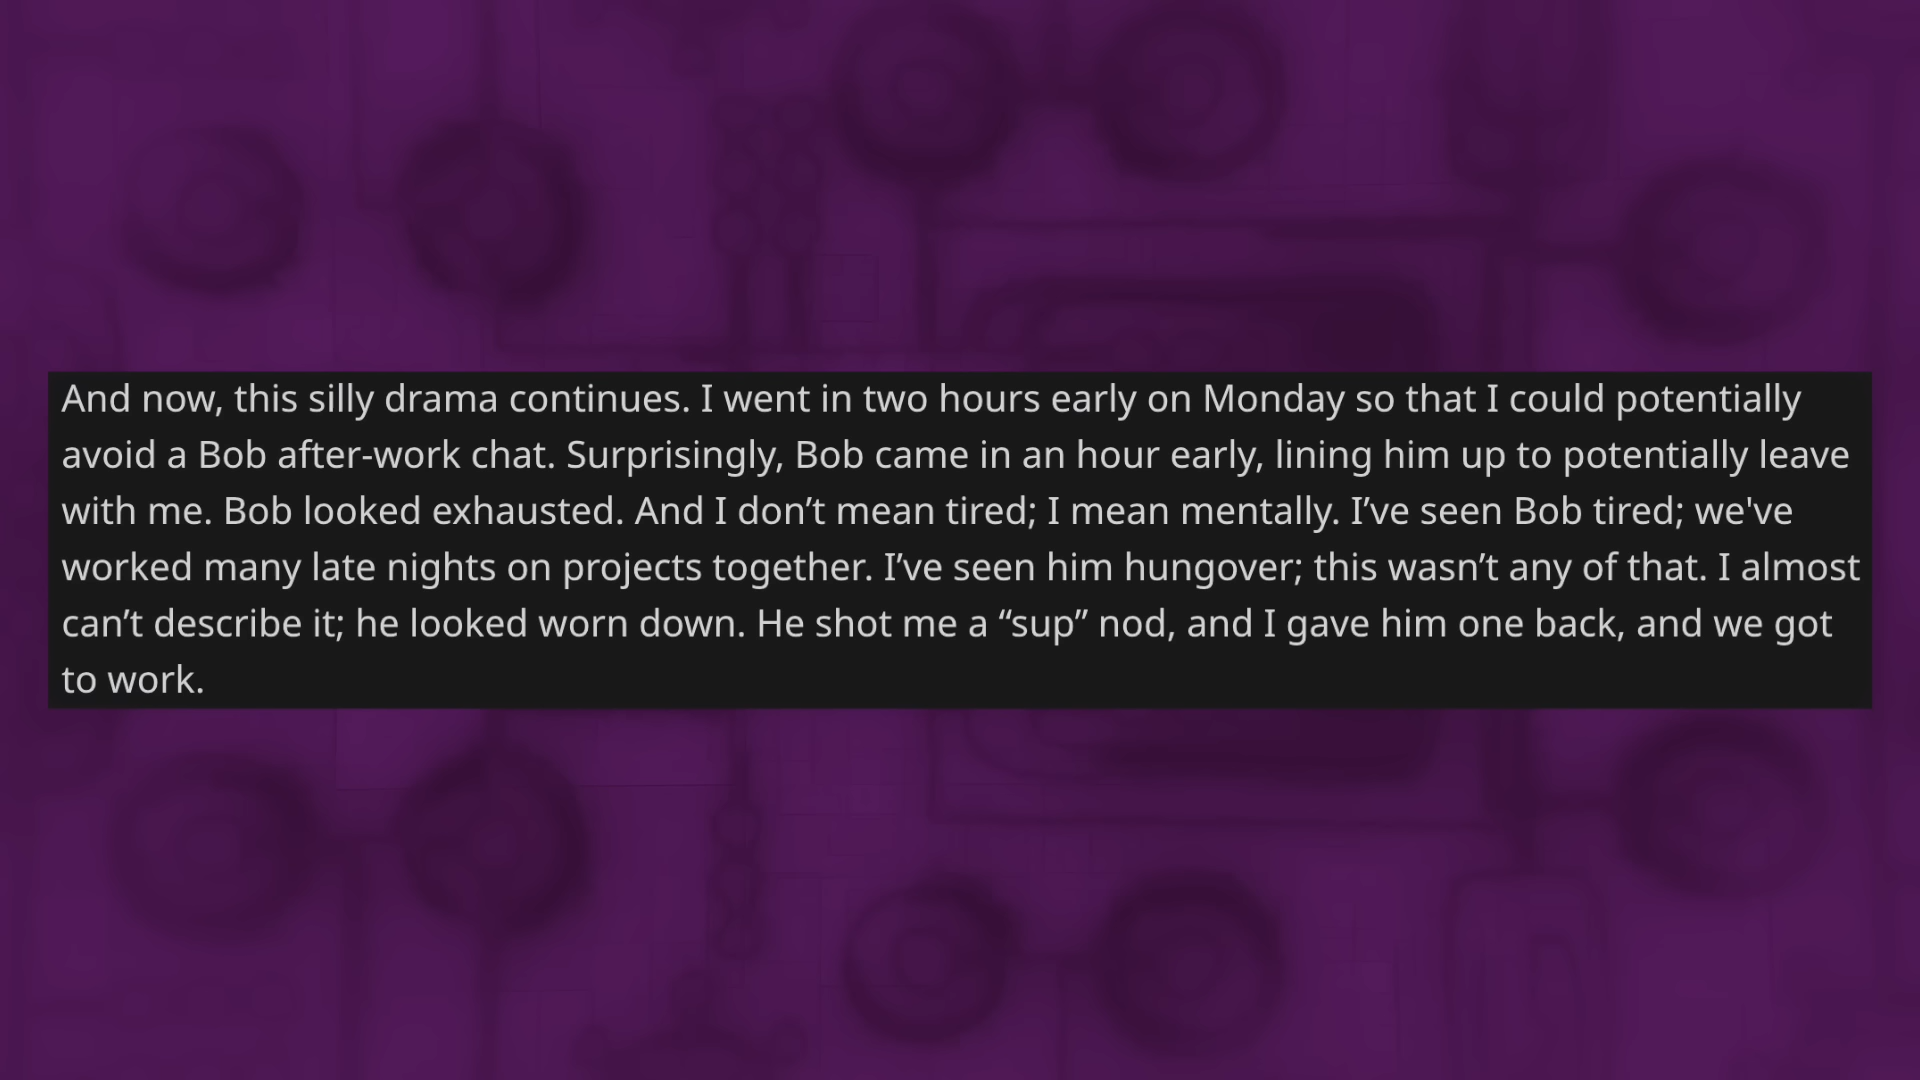 And now, this silly drama continues. I went in two hours early on Monday so that I could potentially
avoid a Bob after-work chat. Surprisingly, Bob came in an hour early, lining him up to potentially leave
with me. Bob looked exhausted. And I don’t mean tired; I mean mentally. I’ve seen Bob tired; we've
worked many late nights on projects together. I’ve seen him hungover; this wasn’t any of that. I almost
can’t describe it; he looked worn down. He shot me a “sup” nod, and I gave him one back, and we got
to work.